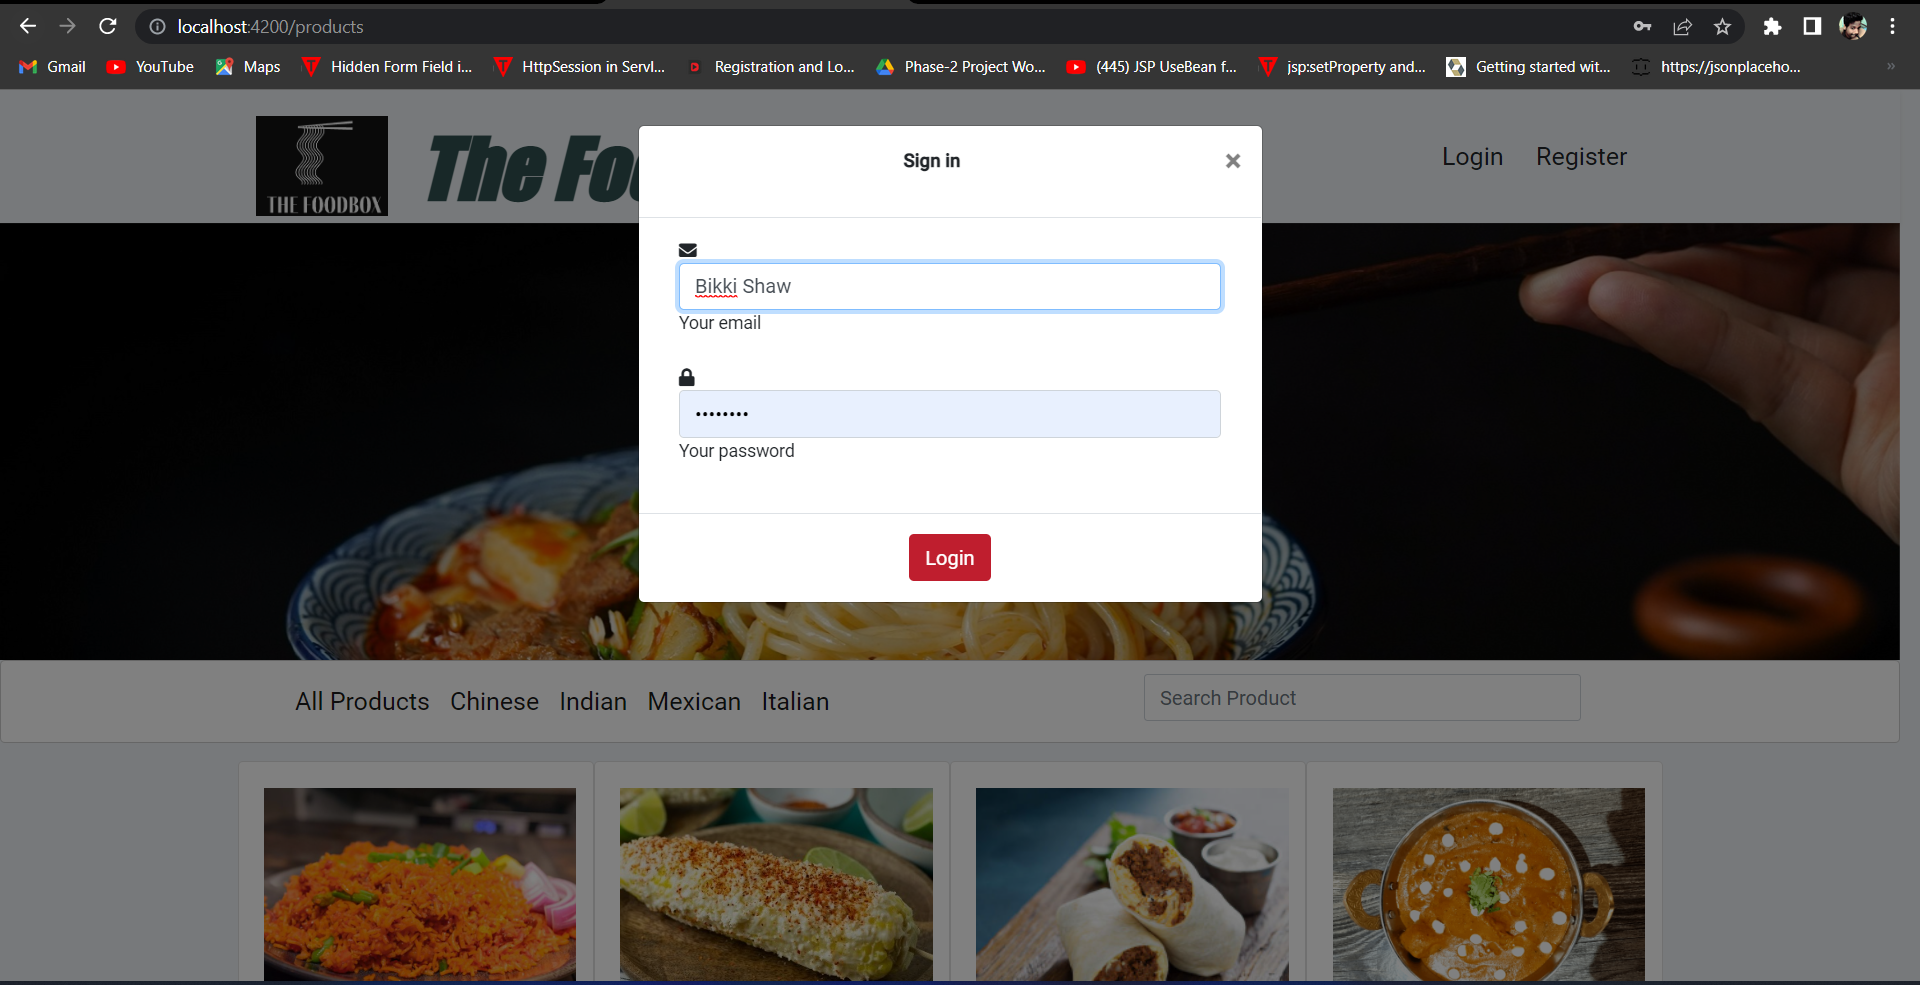 localhost:4200/products
Gmail YouTube Maps Hidden Form Field i... HttpSession in Servl... Registration and Lo... Phase-2 Project Wo... (445) JSP UseBean f... jsp:setProperty and... Getting started wit... https://jsonplaceho... »
THE FOODBOX
The Foo
Login Register
Sign in ×
Bikki Shaw
Your email
••••••••
Your password
Login
All Products Chinese Indian Mexican Italian Search Product